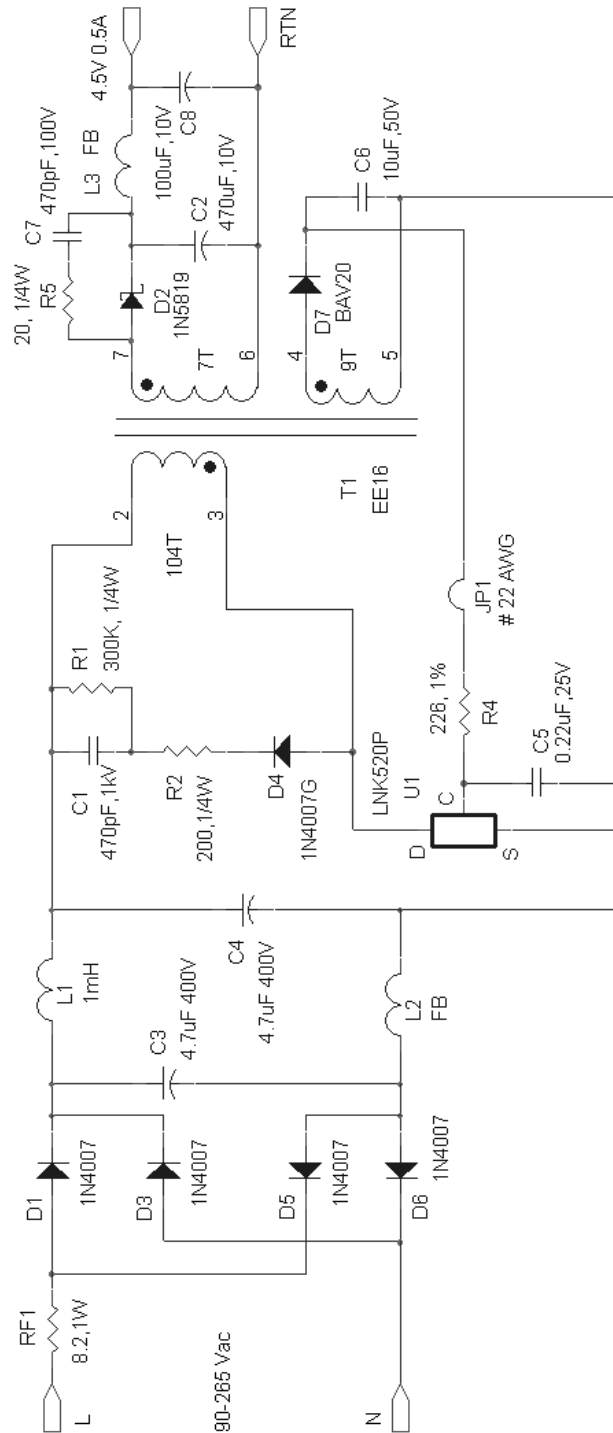 L
90-265 Vac
N
RF1
8.2,1W
D1
1N4007
D3
1N4007
D5
1N4007
D6
1N4007
C3
4.7uF 400V
L1
1mH
C4
4.7uF 400V
L2
FB
C1
470pF,1kV
R1
300K, 1/4W
R2
200,1/4W
D4
1N4007G
LNK520P
U1
D
C
S
226, 1%
R4
C5
0.22uF,25V
JP1
# 22 AWG
2
104T
3
T1
EE16
7
7T
6
4
9T
5
20, 1/4W
R5
C7
470pF,100V
D2
1N5819
L3
FB
C2
470uF,10V
100uF,10V
C8
4.5V 0.5A
RTN
D7
BAV20
C6
10uF,50V